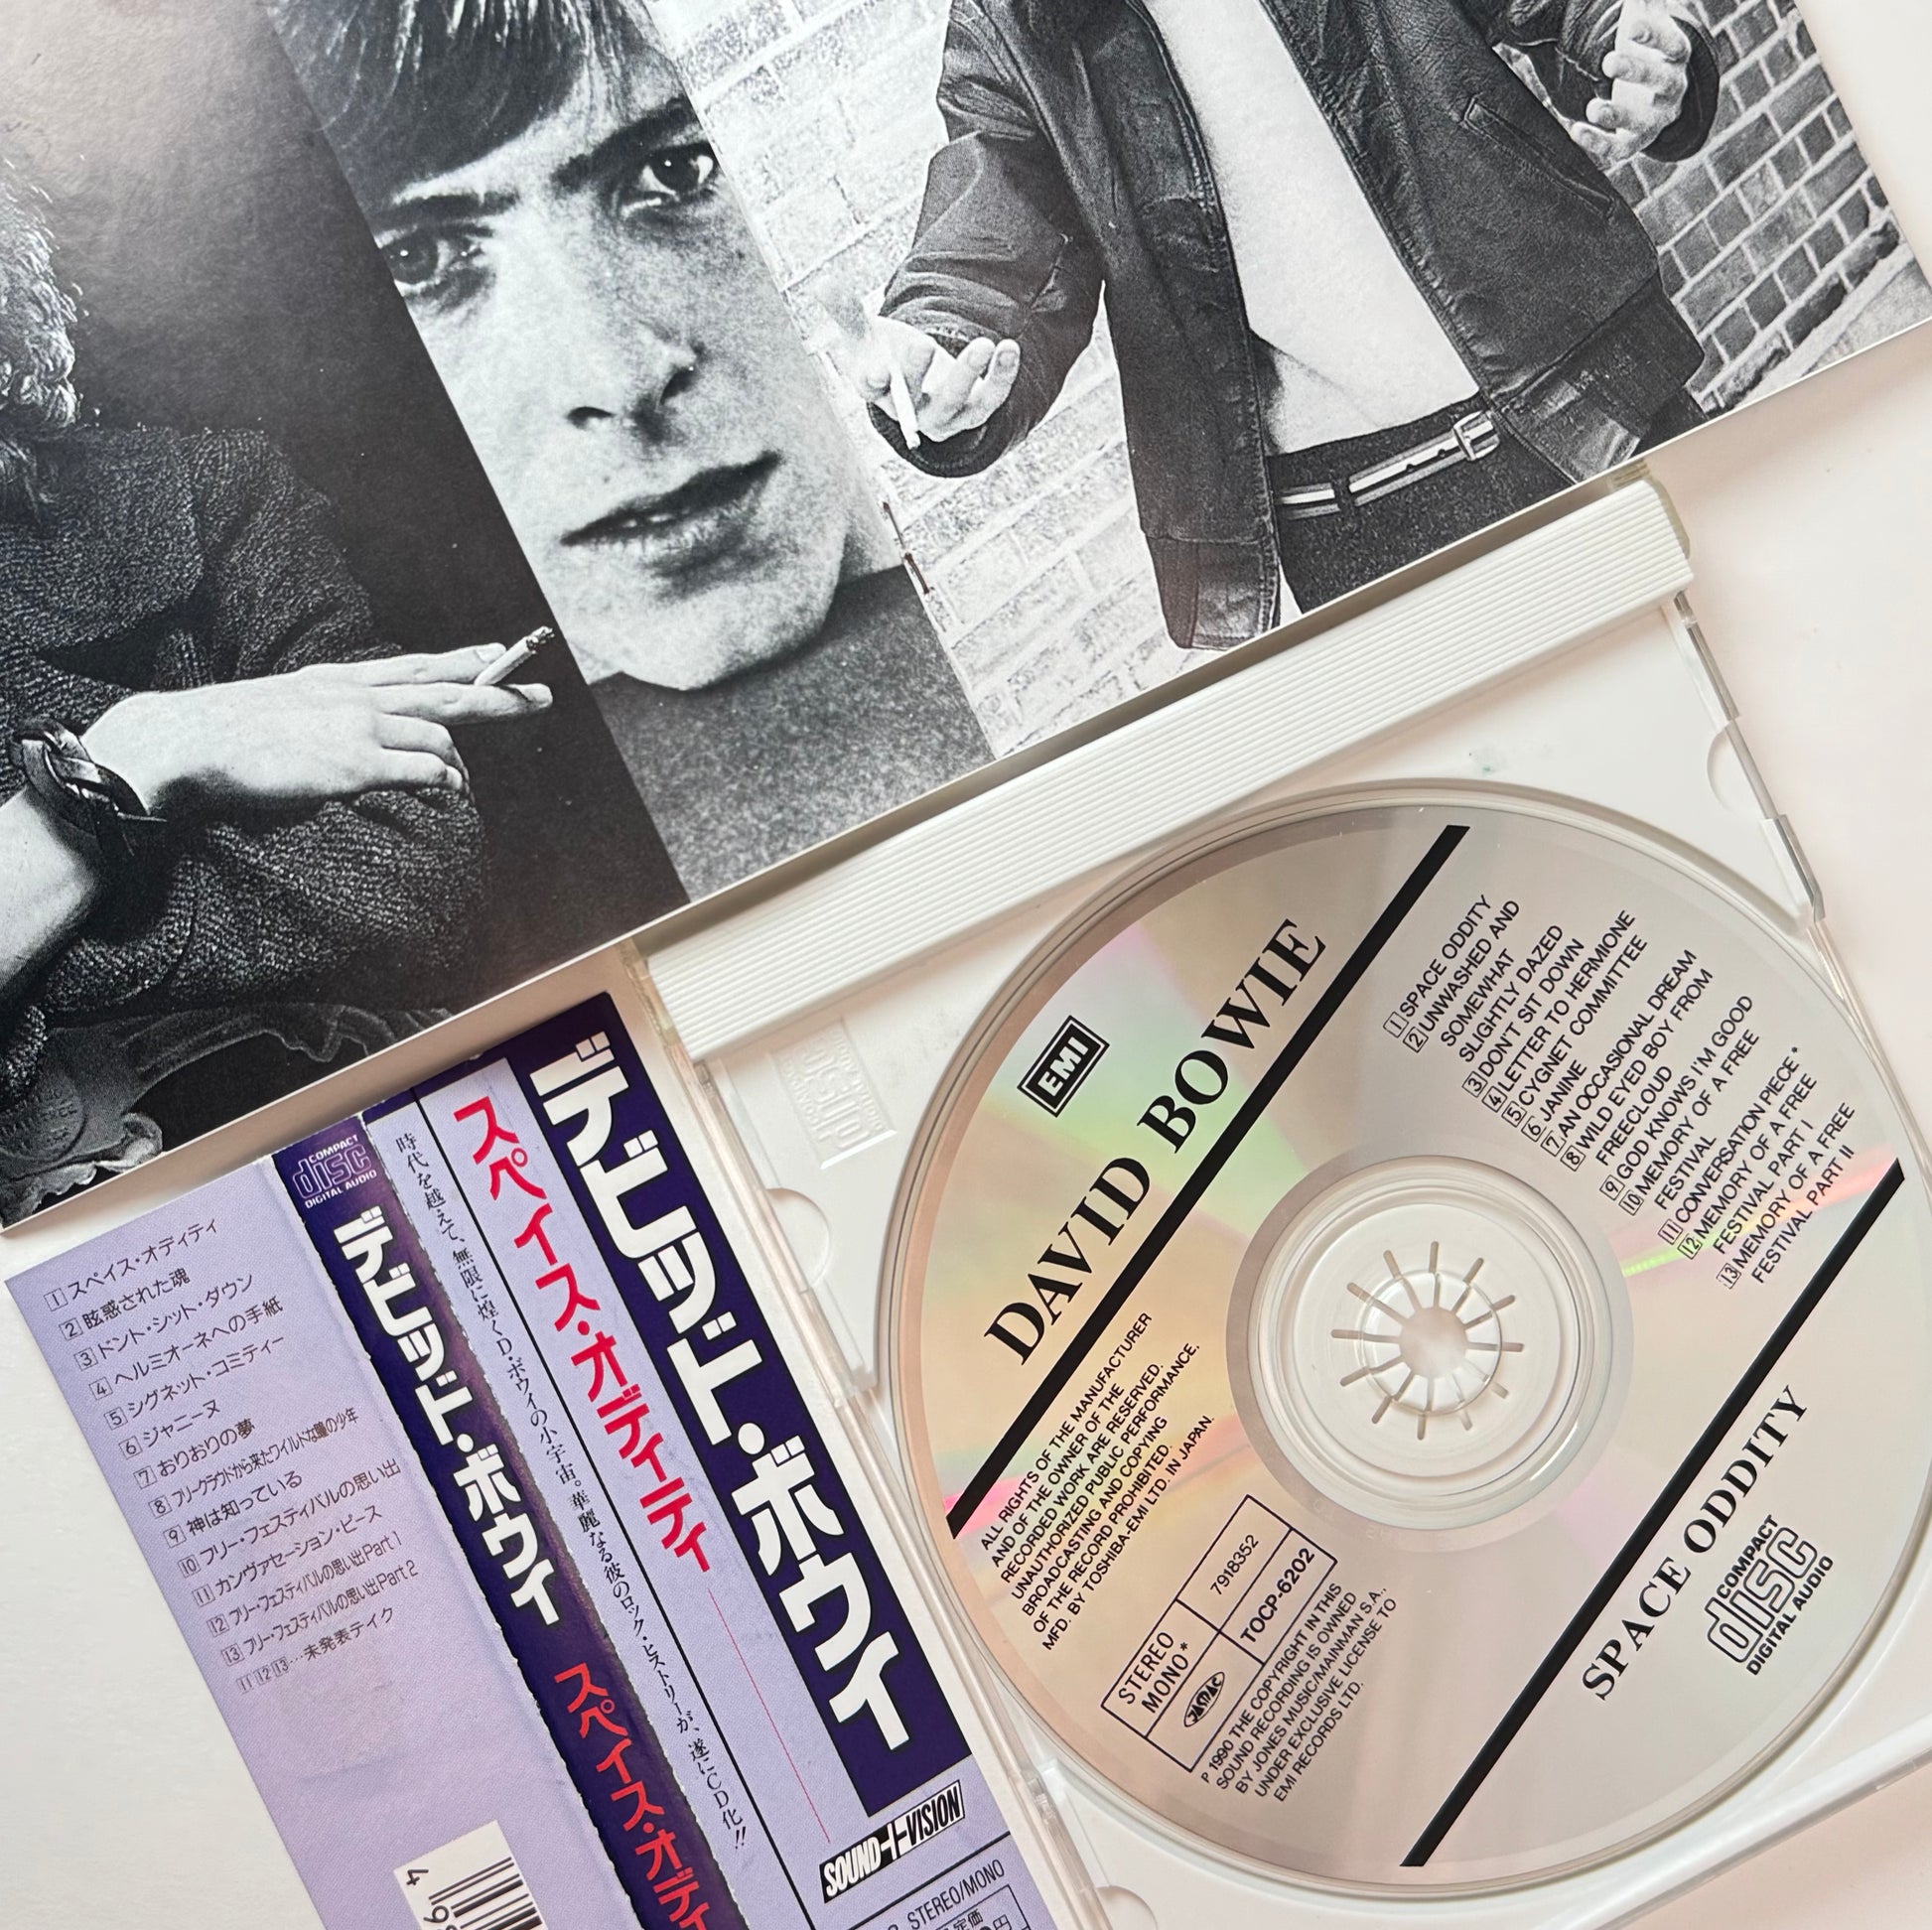 1 スペイス・オディティ
2 眩惑された魂
3 ドント・シット・ダウン
4 ヘルミオーネへの手紙
5 シグネット・コミティー
6 ジャニーヌ
7 おりおりの夢
8 フリークラウドから来たワイルドな瞳の少年
9 神は知っている
10 フリー・フェスティバルの思い出
11 カンヴァセーション・ピース
12 フリー・フェスティバルの思い出Part 1
13 フリー・フェスティバルの思い出Part 2
11 12 13…未発表テイク
COMPACT
disc
DIGITAL AUDIO
デビッド・ボウイ
スペイス・オディ
時代を越えて、無限に煌くD・ボウイの小宇宙。華麗なる彼のロック・ヒストリーが、遂にCD化!!
スペイス・オディティ
デビッド・ボウイ
SOUND+VISION
STEREO/MONO
定価
円
EMI
DAVID BOWIE
1 SPACE ODDITY
2 UNWASHED AND
SOMEWHAT
SLIGHTLY DAZED
3 DON'T SIT DOWN
4 LETTER TO HERMIONE
5 CYGNET COMMITTEE
6 JANINE
7 AN OCCASIONAL DREAM
8 WILD EYED BOY FROM
FREECLOUD
9 GOD KNOWS I'M GOOD
10 MEMORY OF A FREE
FESTIVAL
11 CONVERSATION PIECE*
12 MEMORY OF A FREE
FESTIVAL PART I
13 MEMORY OF A FREE
FESTIVAL PART II
ALL RIGHTS OF THE MANUFACTURER
AND OF THE OWNER OF THE
RECORDED WORK ARE RESERVED.
UNAUTHORIZED PUBLIC PERFORMANCE,
BROADCASTING AND COPYING
OF THE RECORD PROHIBITED.
MFD. BY TOSHIBA-EMI LTD. IN JAPAN.
STEREO
MONO*
7918352
JASRAC
TOCP-6202
P 1990 THE COPYRIGHT IN THIS
SOUND RECORDING IS OWNED
BY JONES MUSIC/MAINMAN S.A.,
UNDER EXCLUSIVE LICENSE TO
EMI RECORDS LTD.
SPACE ODDITY
COMPACT
disc
DIGITAL AUDIO